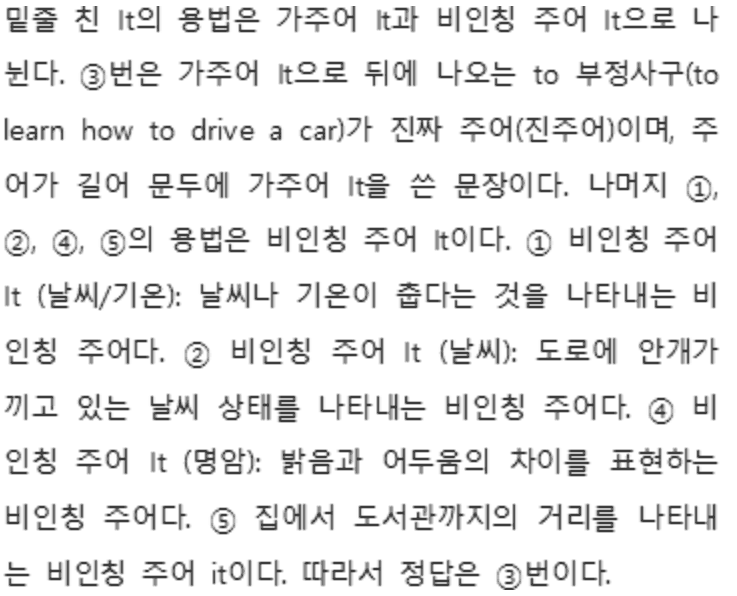 밑줄 친 It의 용법은 가주어 It과 비인칭 주어 It으로 나
뉜다. ③번은 가주어 It으로 뒤에 나오는 to 부정사구(to
learn how to drive a car)가 진짜 주어(진주어)이며, 주
어가 길어 문두에 가주어 It을 쓴 문장이다. 나머지 ①,
②, ④, ⑤의 용법은 비인칭 주어 It이다. ① 비인칭 주어
It (날씨/기온): 날씨나 기온이 춥다는 것을 나타내는 비
인칭 주어다. ② 비인칭 주어 It (날씨): 도로에 안개가
끼고 있는 날씨 상태를 나타내는 비인칭 주어다. ④ 비
인칭 주어 It (명암): 밝음과 어두움의 차이를 표현하는
비인칭 주어다. ⑤ 집에서 도서관까지의 거리를 나타내
는 비인칭 주어 it이다. 따라서 정답은 ③번이다.